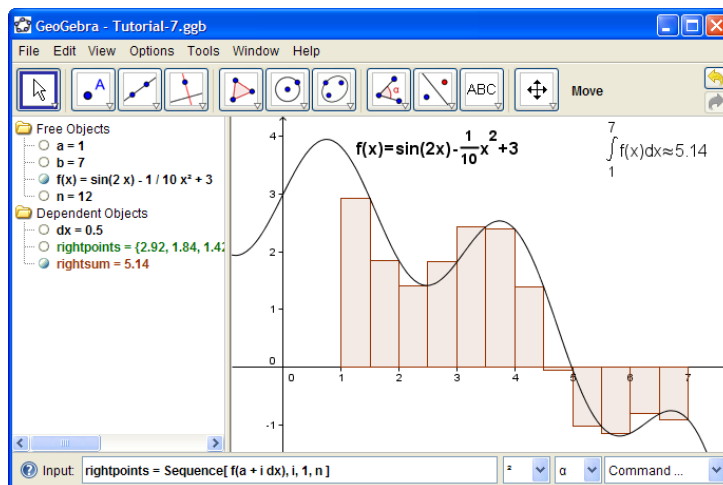 GeoGebra - Tutorial-7.ggb
File Edit View Options Tools Window Help
A
α
ABC
Move
Free Objects
a = 1
b = 7
f(x) = sin(2 x) - 1 / 10 x² + 3
n = 12
Dependent Objects
dx = 0.5
rightpoints = {2.92, 1.84, 1.42
rightsum = 5.14
f(x)=sin(2x)-1/10x²+3
7
∫f(x)dx≈5.14
1
4
3
2
1
0
-1
0 1 2 3 4 5 6 7
Input: rightpoints = Sequence[ f(a + i dx), i, 1, n ] ² α Command ...